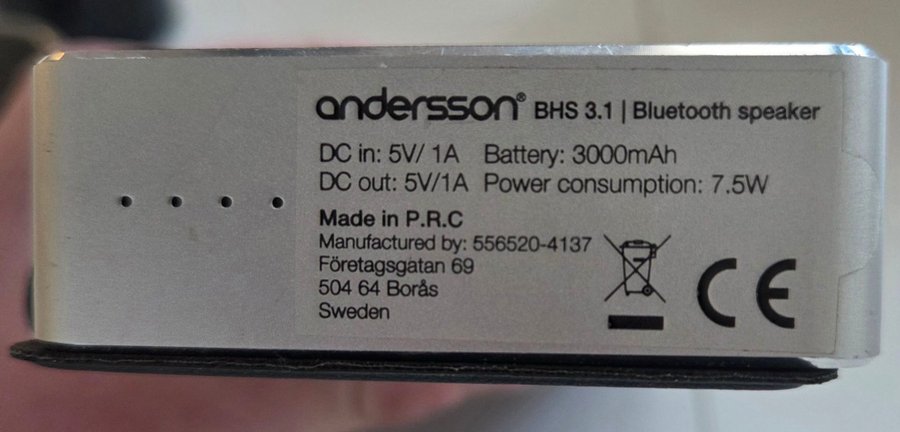 andersson® BHS 3.1 | Bluetooth speaker
DC in: 5V/ 1A Battery: 3000mAh
DC out: 5V/1A Power consumption: 7.5W
Made in P.R.C
Manufactured by: 556520-4137
Företagsgatan 69
504 64 Borås
Sweden
CE